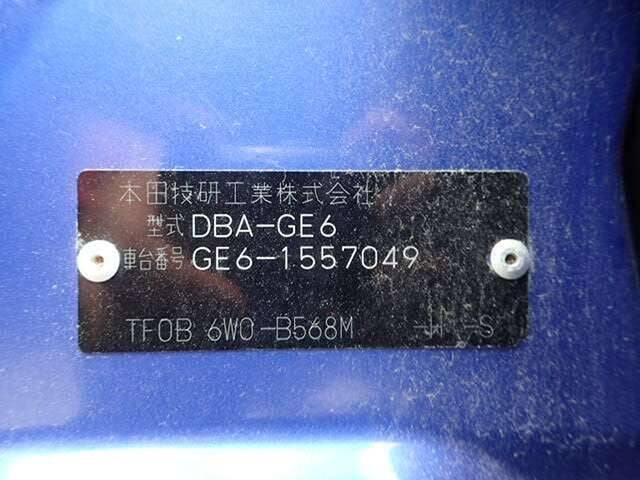 本田技研工業株式会社
型式 DBA-GE6
車台番号 GE6-1557049
TF0B 6W0-B568M -H -S